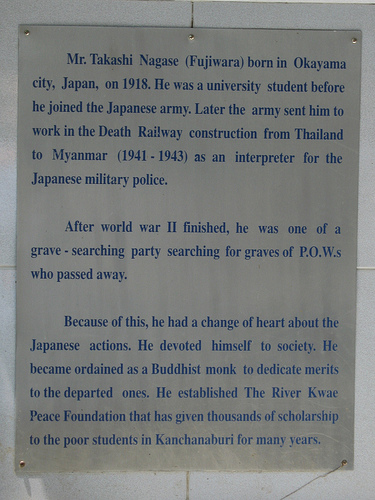 Mr. Takashi Nagase (Fujiwara) born in Okayama
city, Japan, on 1918. He was a university student before
he joined the Japanese army. Later the army sent him to
work in the Death Railway construction from Thailand
to Myanmar (1941 - 1943) as an interpreter for the
Japanese military police.
After world war II finished, he was one of a
grave - searching party searching for graves of P.O.W.s
who passed away.
Because of this, he had a change of heart about the
Japanese actions. He devoted himself to society. He
became ordained as a Buddhist monk to dedicate merits
to the departed ones. He established The River Kwae
Peace Foundation that has given thousands of scholarship
to the poor students in Kanchanaburi for many years.